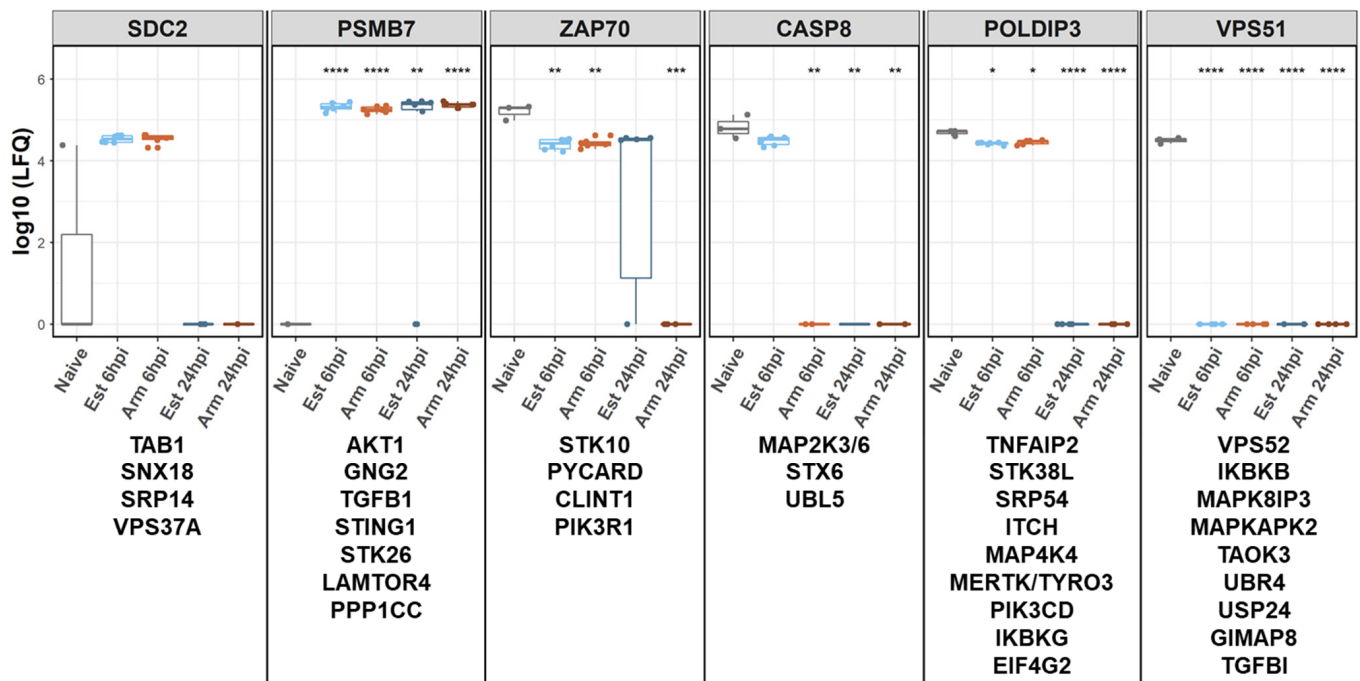 SDC2 PSMB7 ZAP70 CASP8 POLDIP3 VPS51
**** **** ** **** ** ** *** ** ** ** * * **** **** **** **** **** ****
log10 (LFQ)
6
4
2
0
Naive Est 6hpi Arm 6hpi Est 24hpi Arm 24hpi Naive Est 6hpi Arm 6hpi Est 24hpi Arm 24hpi Naive Est 6hpi Arm 6hpi Est 24hpi Arm 24hpi Naive Est 6hpi Arm 6hpi Est 24hpi Arm 24hpi Naive Est 6hpi Arm 6hpi Est 24hpi Arm 24hpi Naive Est 6hpi Arm 6hpi Est 24hpi Arm 24hpi
TAB1 AKT1 STK10 MAP2K3/6 TNFAIP2 VPS52
SNX18 GNG2 PYCARD STX6 STK38L IKBKB
SRP14 TGFB1 CLINT1 UBL5 SRP54 MAPK8IP3
VPS37A STING1 PIK3R1 ITCH MAPKAPK2
STK26 MAP4K4 TAOK3
LAMTOR4 MERTK/TYRO3 UBR4
PPP1CC PIK3CD USP24
IKBKG GIMAP8
EIF4G2 TGFBI